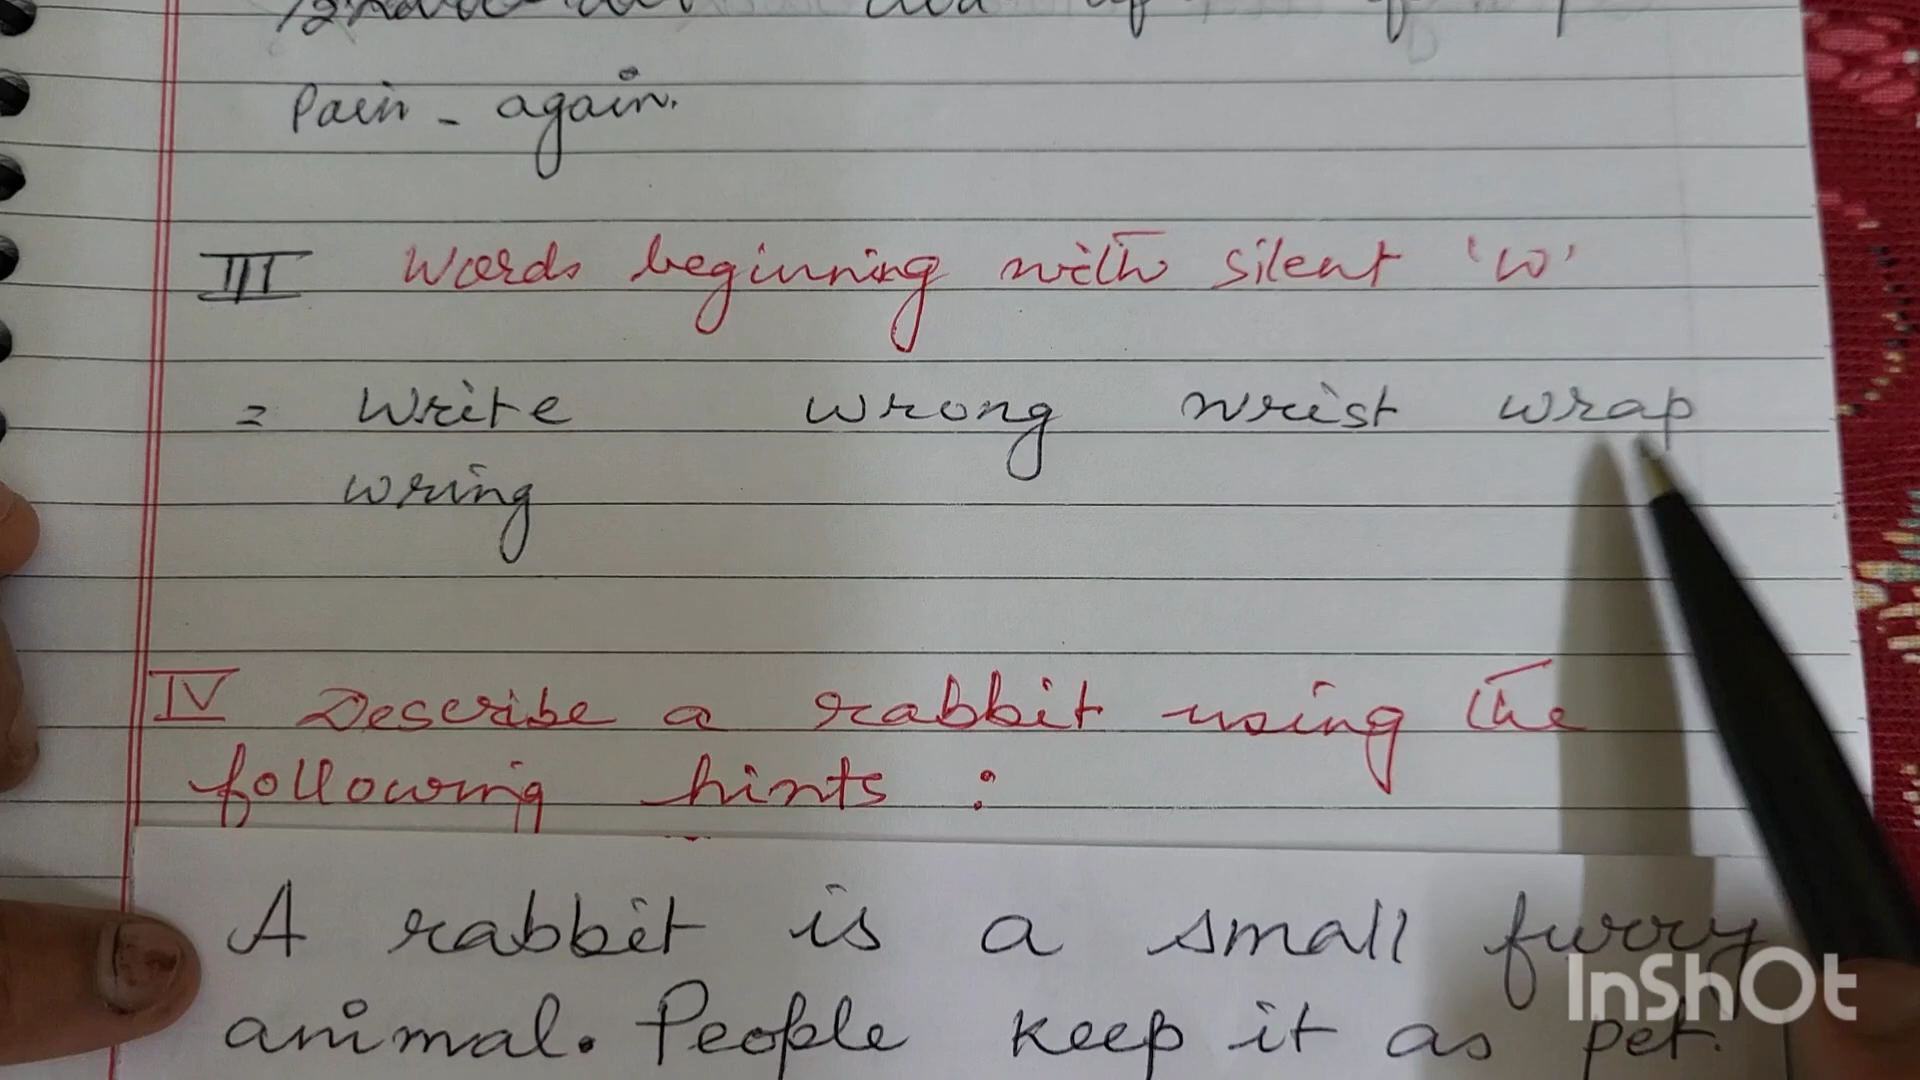 Pain - again.
III Words beginning with silent 'w'
= Write wrong wrist wrap
wring
IV Describe a rabbit using the
following hints :
A rabbit is a small furry
animal. People keep it as pet.
InShOt